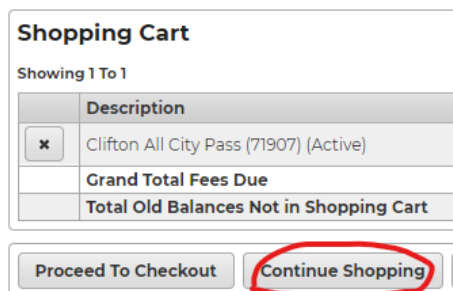 Shopping Cart
Showing 1 To 1
Description
Clifton All City Pass (71907) (Active)
Grand Total Fees Due
Total Old Balances Not in Shopping Cart
Proceed To Checkout Continue Shopping